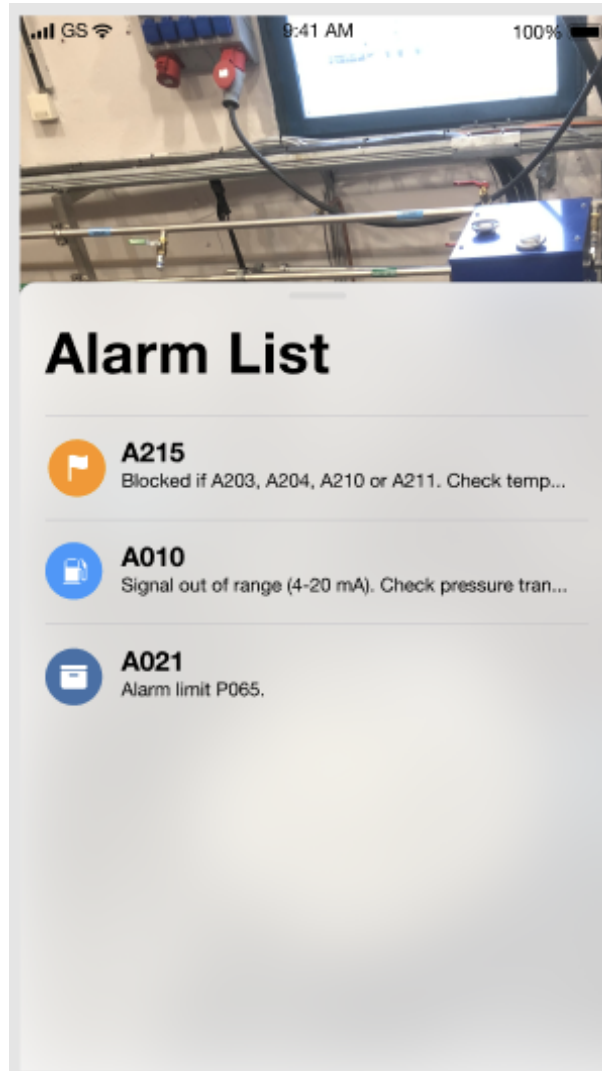 GS 9:41 AM 100%
Alarm List
A215
Blocked if A203, A204, A210 or A211. Check temp...
A010
Signal out of range (4-20 mA). Check pressure tran...
A021
Alarm limit P065.